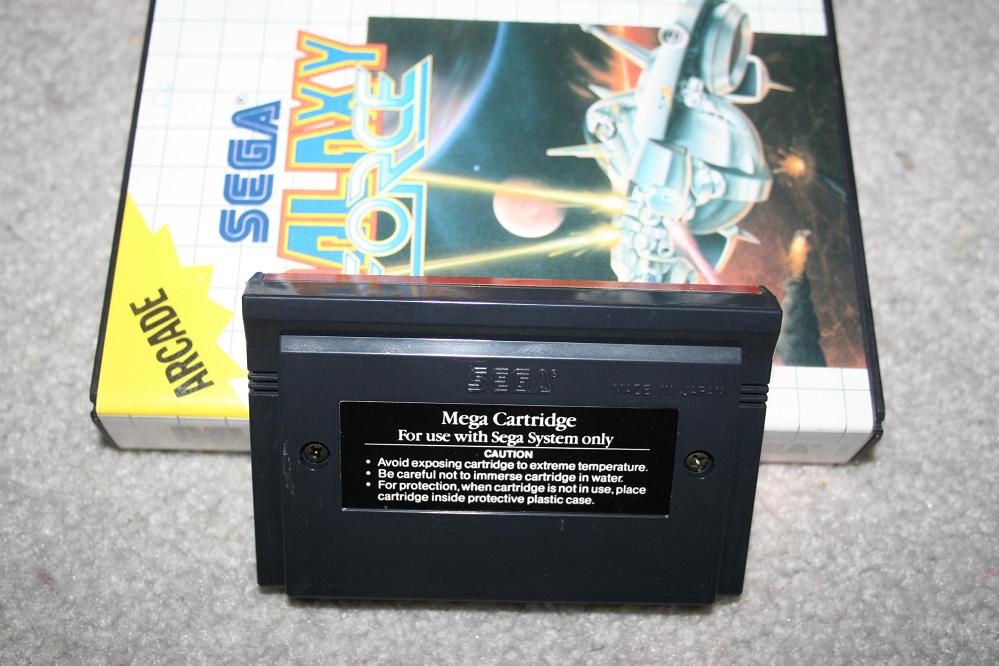 SEGA®
GALAXY
FORCE
ARCADE
SEGA®
MADE IN JAPAN
Mega Cartridge
For use with Sega System only
CAUTION
• Avoid exposing cartridge to extreme temperature.
• Be careful not to immerse cartridge in water.
• For protection, when cartridge is not in use, place
cartridge inside protective plastic case.